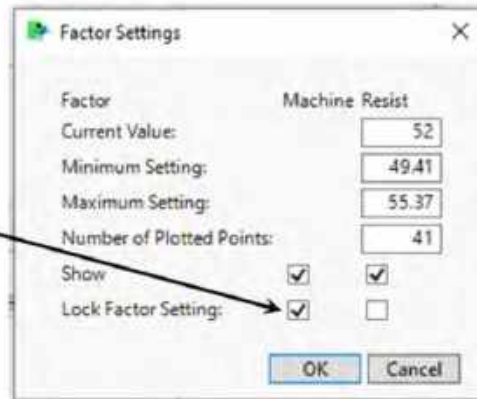 Factor Settings
Factor Machine Resist
Current Value: 52
Minimum Setting: 49.41
Maximum Setting: 55.37
Number of Plotted Points: 41
Show
Lock Factor Setting:
OK Cancel